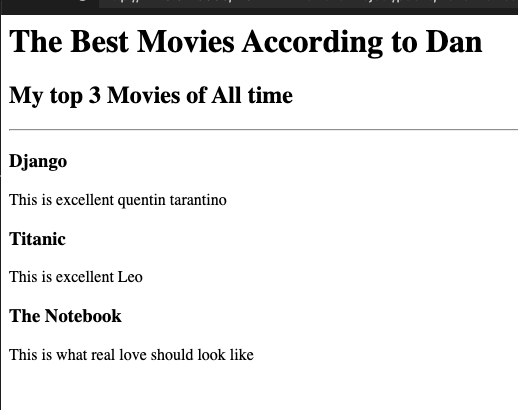 The Best Movies According to Dan
My top 3 Movies of All time
Django
This is excellent quentin tarantino
Titanic
This is excellent Leo
The Notebook
This is what real love should look like